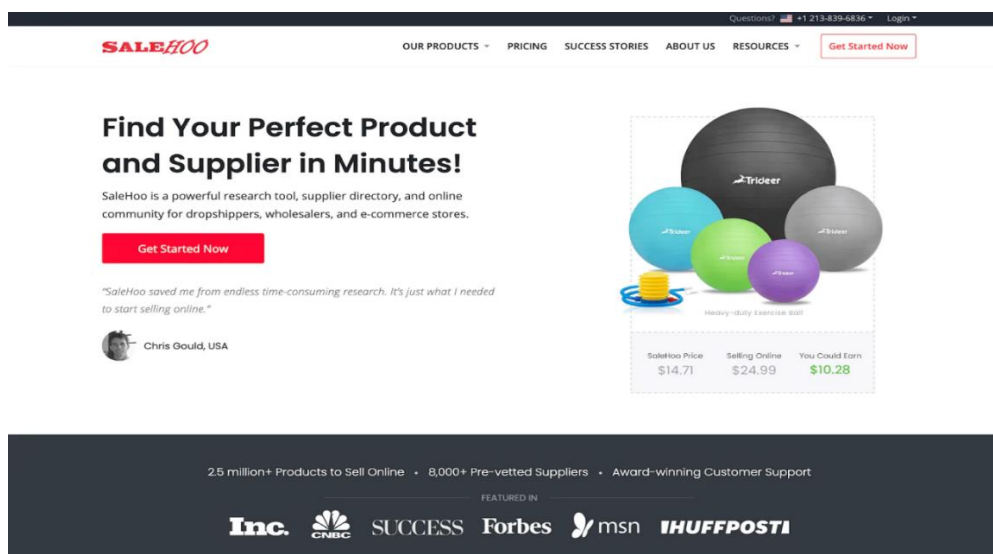 Questions? +1 213-839-6836 Login
SALEHOO OUR PRODUCTS PRICING SUCCESS STORIES ABOUT US RESOURCES Get Started Now
Find Your Perfect Product
and Supplier in Minutes!
SaleHoo is a powerful research tool, supplier directory, and online
community for dropshippers, wholesalers, and e-commerce stores.
Get Started Now
"SaleHoo saved me from endless time-consuming research. It's just what I needed
to start selling online."
Chris Gould, USA
Trideer
Trideer
Trideer
Trideer
Trideer
Heavy-duty Exercise Ball
SaleHoo Price Selling Online You Could Earn
$14.71 $24.99 $10.28
2.5 million+ Products to Sell Online • 8,000+ Pre-vetted Suppliers • Award-winning Customer Support
FEATURED IN
Inc. CNBC SUCCESS Forbes msn IHUFFPOSTI